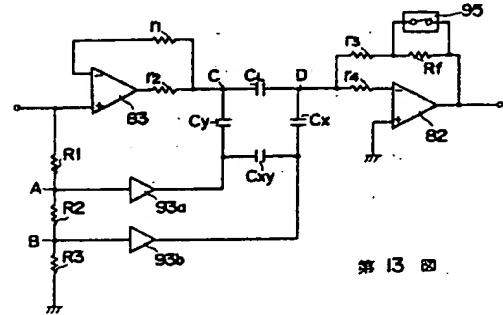 95
r1
r3
Rf
r2
C
Ci
D
r4
83
82
Cy
Cx
R1
Cxy
A
93a
R2
B
93b
R3
第 13 図